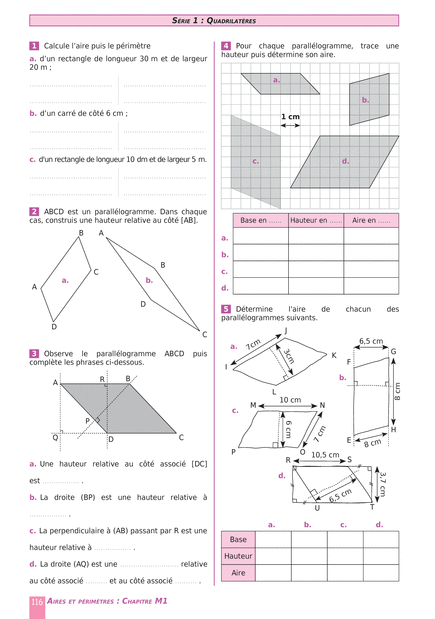 SÉRIE 1 : QUADRILATÈRES
1 Calcule l'aire puis le périmètre
a. d'un rectangle de longueur 30 m et de largeur
20 m ;
b. d'un carré de côté 6 cm ;
c. d'un rectangle de longueur 10 dm et de largeur 5 m.
2 ABCD est un parallélogramme. Dans chaque
cas, construis une hauteur relative au côté [AB].
B A
B
C
A a. b.
D
D
C
3 Observe le parallélogramme ABCD puis
complète les phrases ci-dessous.
A R B
P
Q D C
a. Une hauteur relative au côté associé [DC]
est .................. .
b. La droite (BP) est une hauteur relative à
.................. .
c. La perpendiculaire à (AB) passant par R est une
hauteur relative à .................. .
d. La droite (AQ) est une .......................... relative
au côté associé .......... et au côté associé .......... .
4 Pour chaque parallélogramme, trace une
hauteur puis détermine son aire.
a.
b.
1 cm
c. d.
Base en ...... Hauteur en ...... Aire en ......
a.
b.
c.
d.
5 Détermine l'aire de chacun des
parallélogrammes suivants.
a. 7cm J
3cm K
I
L
6,5 cm
F G
b.
8 cm
E 8 cm H
c. M 10 cm N
6 cm
7 cm
P O
R 10,5 cm S
d.
6,5 cm
3,7 cm
U T
a. b. c. d.
Base
Hauteur
Aire
116 AIRES ET PÉRIMÈTRES : CHAPITRE M1